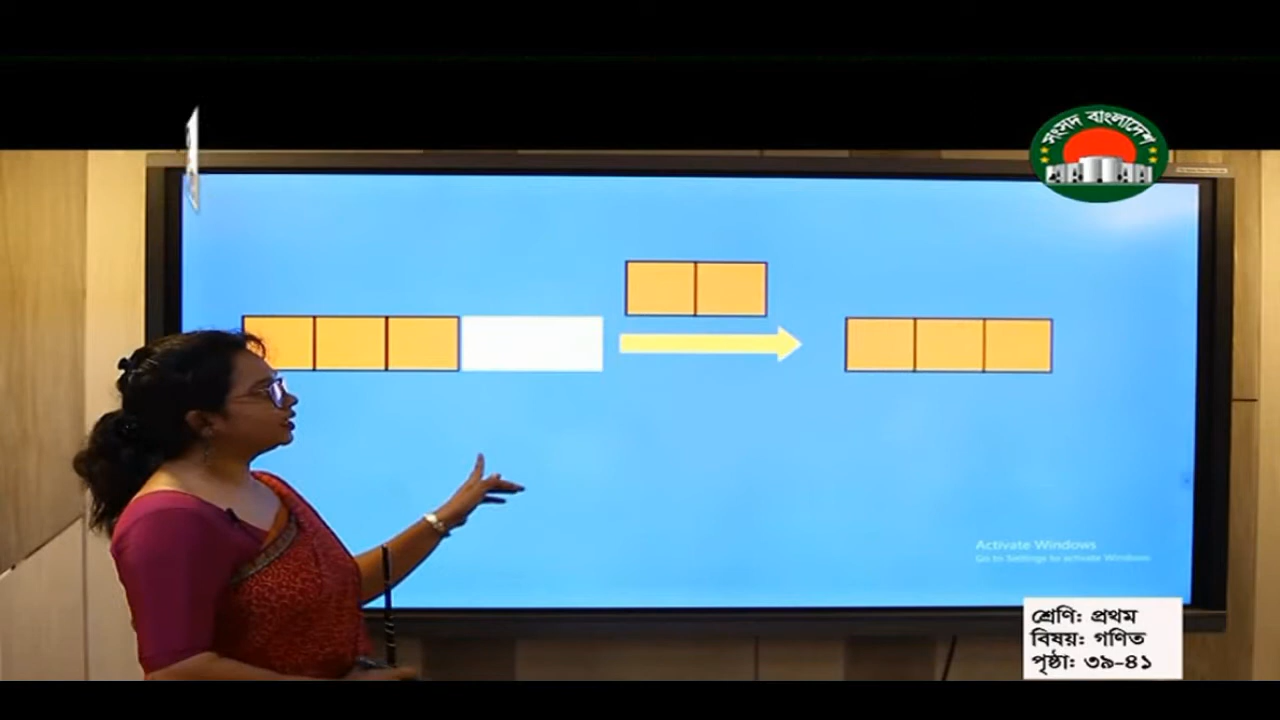 সংসদ বাংলাদেশ
Activate Windows
Go to Settings to activate Windows.
শ্রেণি: প্রথম
বিষয়: গণিত
পৃষ্ঠা: ৩৯-৪১